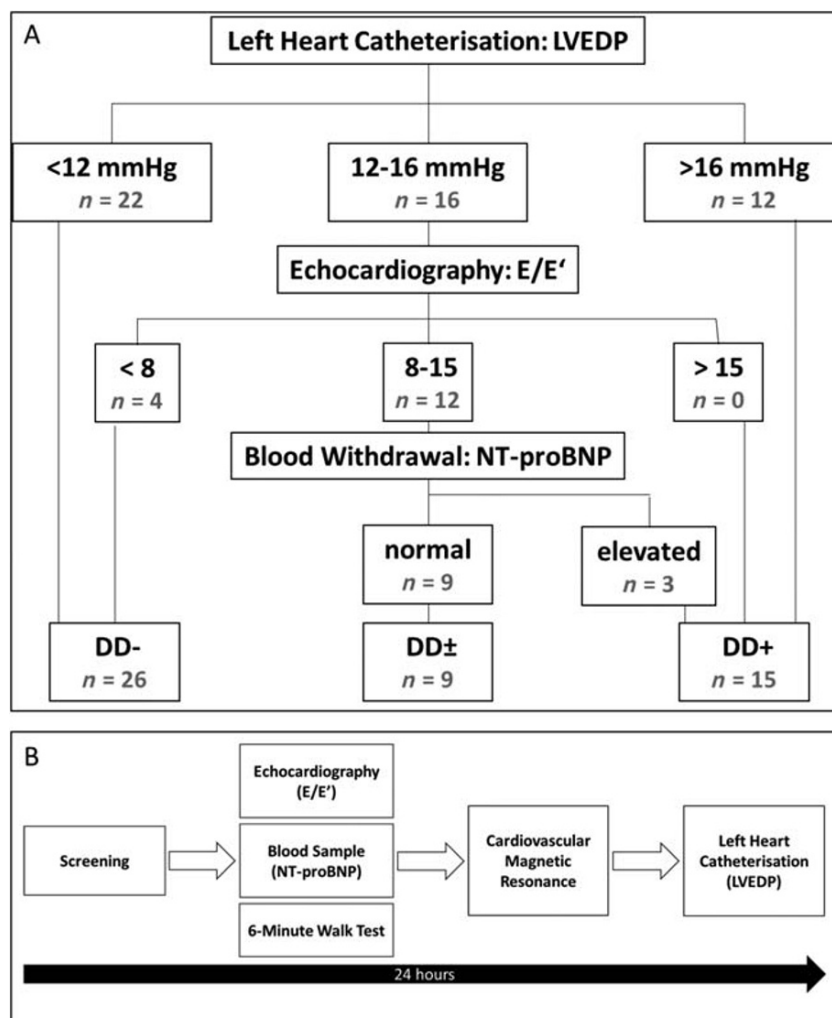 A
Left Heart Catheterisation: LVEDP
<12 mmHg
n = 22
12-16 mmHg
n = 16
>16 mmHg
n = 12
Echocardiography: E/E‘
< 8
n = 4
8-15
n = 12
> 15
n = 0
Blood Withdrawal: NT-proBNP
normal
n = 9
elevated
n = 3
DD-
n = 26
DD±
n = 9
DD+
n = 15
B
Screening
Echocardiography
(E/E’)
Blood Sample
(NT-proBNP)
6-Minute Walk Test
Cardiovascular
Magnetic
Resonance
Left Heart
Catheterisation
(LVEDP)
24 hours